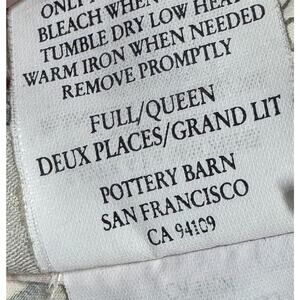 ONLY
BLEACH WHEN
TUMBLE DRY LOW HEAT
WARM IRON WHEN NEEDED
REMOVE PROMPTLY
FULL/QUEEN
DEUX PLACES/GRAND LIT
POTTERY BARN
SAN FRANCISCO
CA 94109